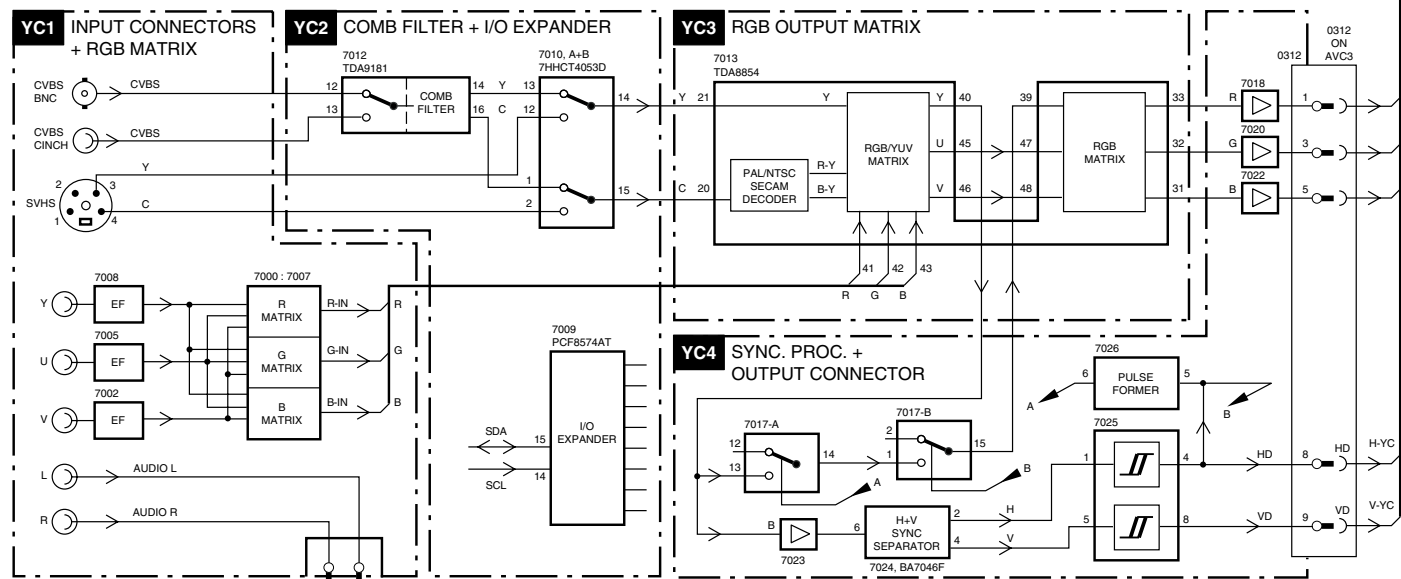 YC1 INPUT CONNECTORS
+ RGB MATRIX
CVBS
BNC
CVBS
CVBS
CINCH
CVBS
Y
SVHS
2
3
1
4
C
Y
7008
EF
U
7005
EF
V
7002
EF
7000 : 7007
R
MATRIX
G
MATRIX
B
MATRIX
R-IN
R
G-IN
G
B-IN
B
L
AUDIO L
R
AUDIO R
YC2 COMB FILTER + I/O EXPANDER
7012
TDA9181
12
13
COMB
FILTER
14
Y
16
C
7010, A+B
7HHCT4053D
13
12
14
1
2
15
7009
PCF8574AT
SDA
15
SCL
14
I/O
EXPANDER
YC3 RGB OUTPUT MATRIX
7013
TDA8854
Y
21
Y
C
20
PAL/NTSC
SECAM
DECODER
R-Y
B-Y
RGB/YUV
MATRIX
Y
40
U
45
V
46
41
42
43
R
G
B
39
47
48
RGB
MATRIX
33
32
31
R
7018
G
7020
B
7022
0312
0312
ON
AVC3
1
3
5
YC4 SYNC. PROC. +
OUTPUT CONNECTOR
7026
6
PULSE
FORMER
5
A
B
7017-A
12
13
14
A
7017-B
2
1
15
B
B
7023
6
H+V
SYNC
SEPARATOR
7024, BA7046F
2
H
4
V
7025
1
4
5
8
HD
8
HD
H-YC
VD
9
VD
V-YC